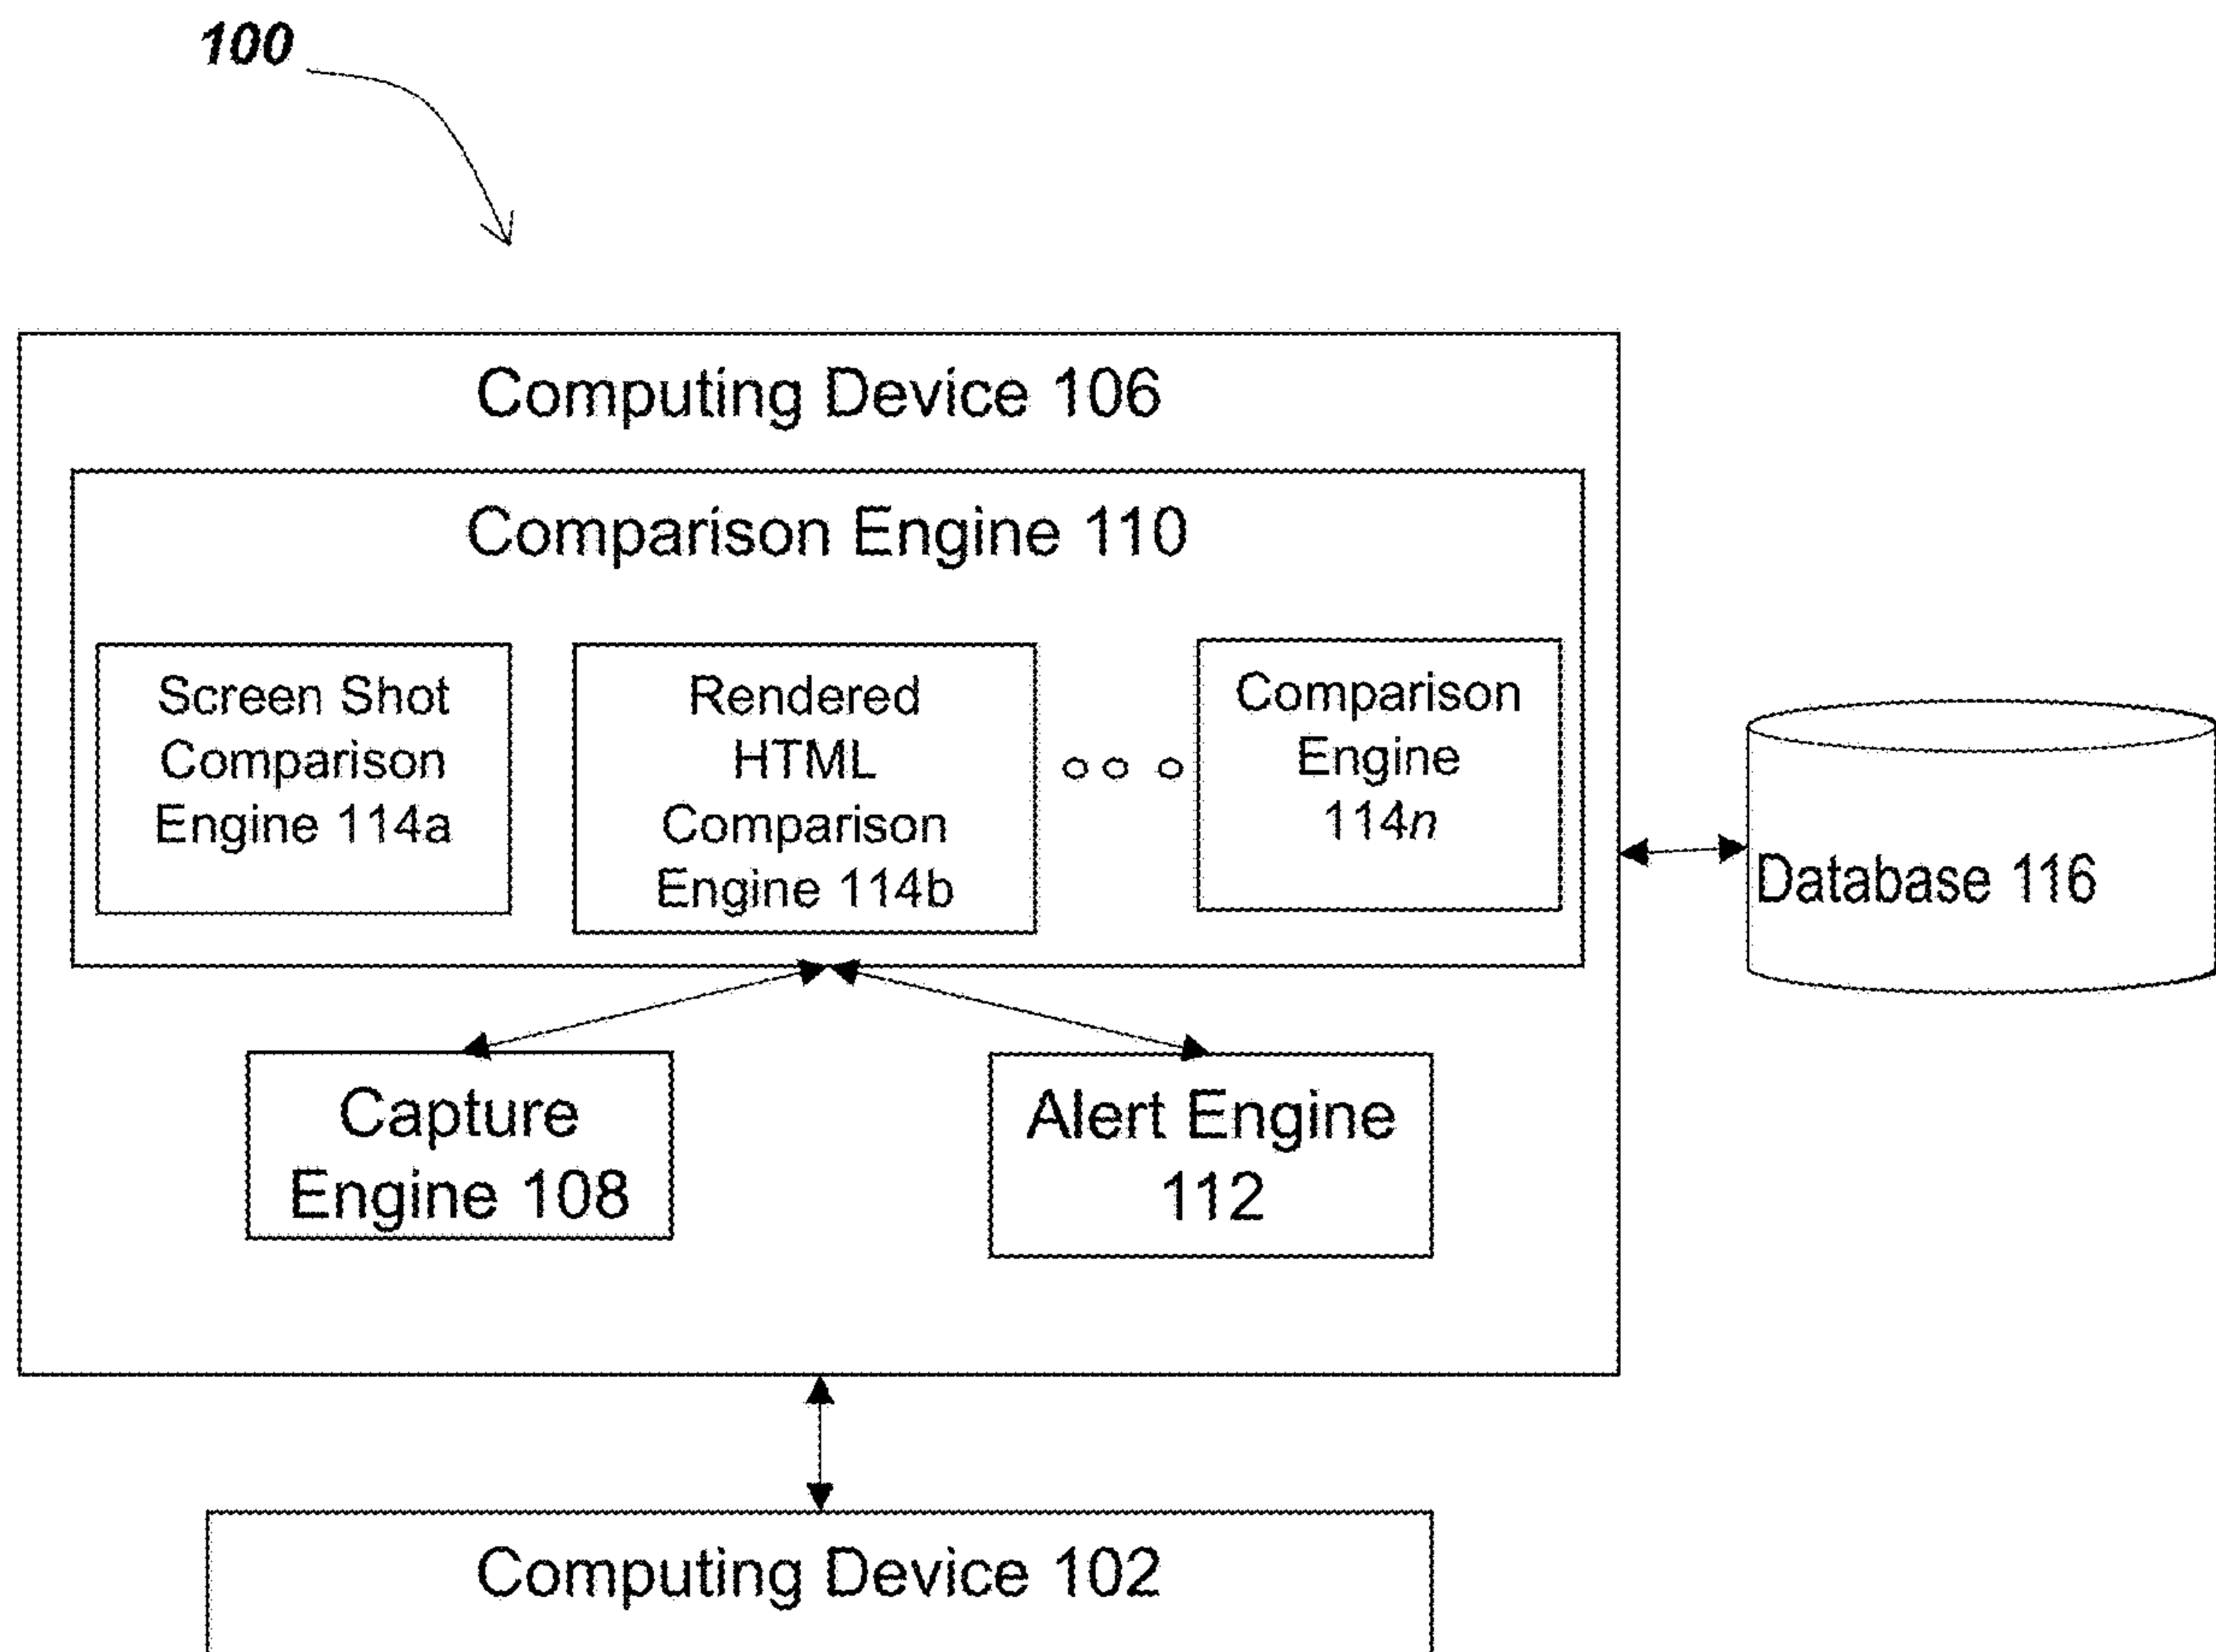 100
Computing Device 106
Comparison Engine 110
Screen Shot
Comparison
Engine 114a
Rendered
HTML
Comparison
Engine 114b
Comparison
Engine
114n
Database 116
Capture
Engine 108
Alert Engine
112
Computing Device 102